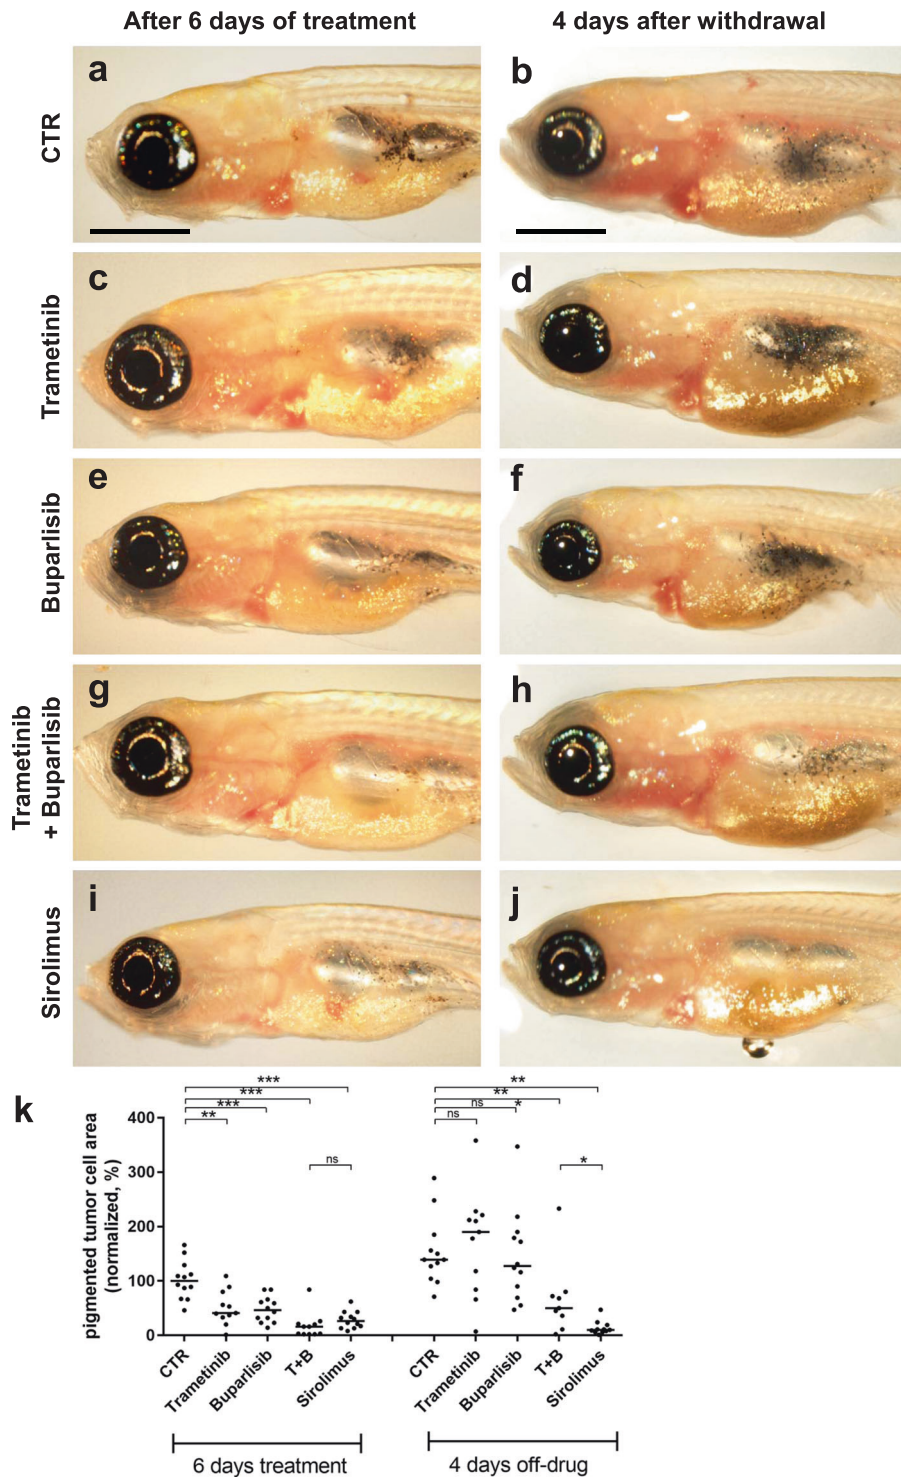 After 6 days of treatment
4 days after withdrawal
CTR
a
b
Trametinib
c
d
Buparlisib
e
f
Trametinib
+ Buparlisib
g
h
Sirolimus
i
j
k
***
***
***
**
ns
**
**
ns
*
ns
*
pigmented tumor cell area
(normalized, %)
400
300
200
100
0
CTR
Trametinib
Buparlisib
T+B
Sirolimus
CTR
Trametinib
Buparlisib
T+B
Sirolimus
6 days treatment
4 days off-drug